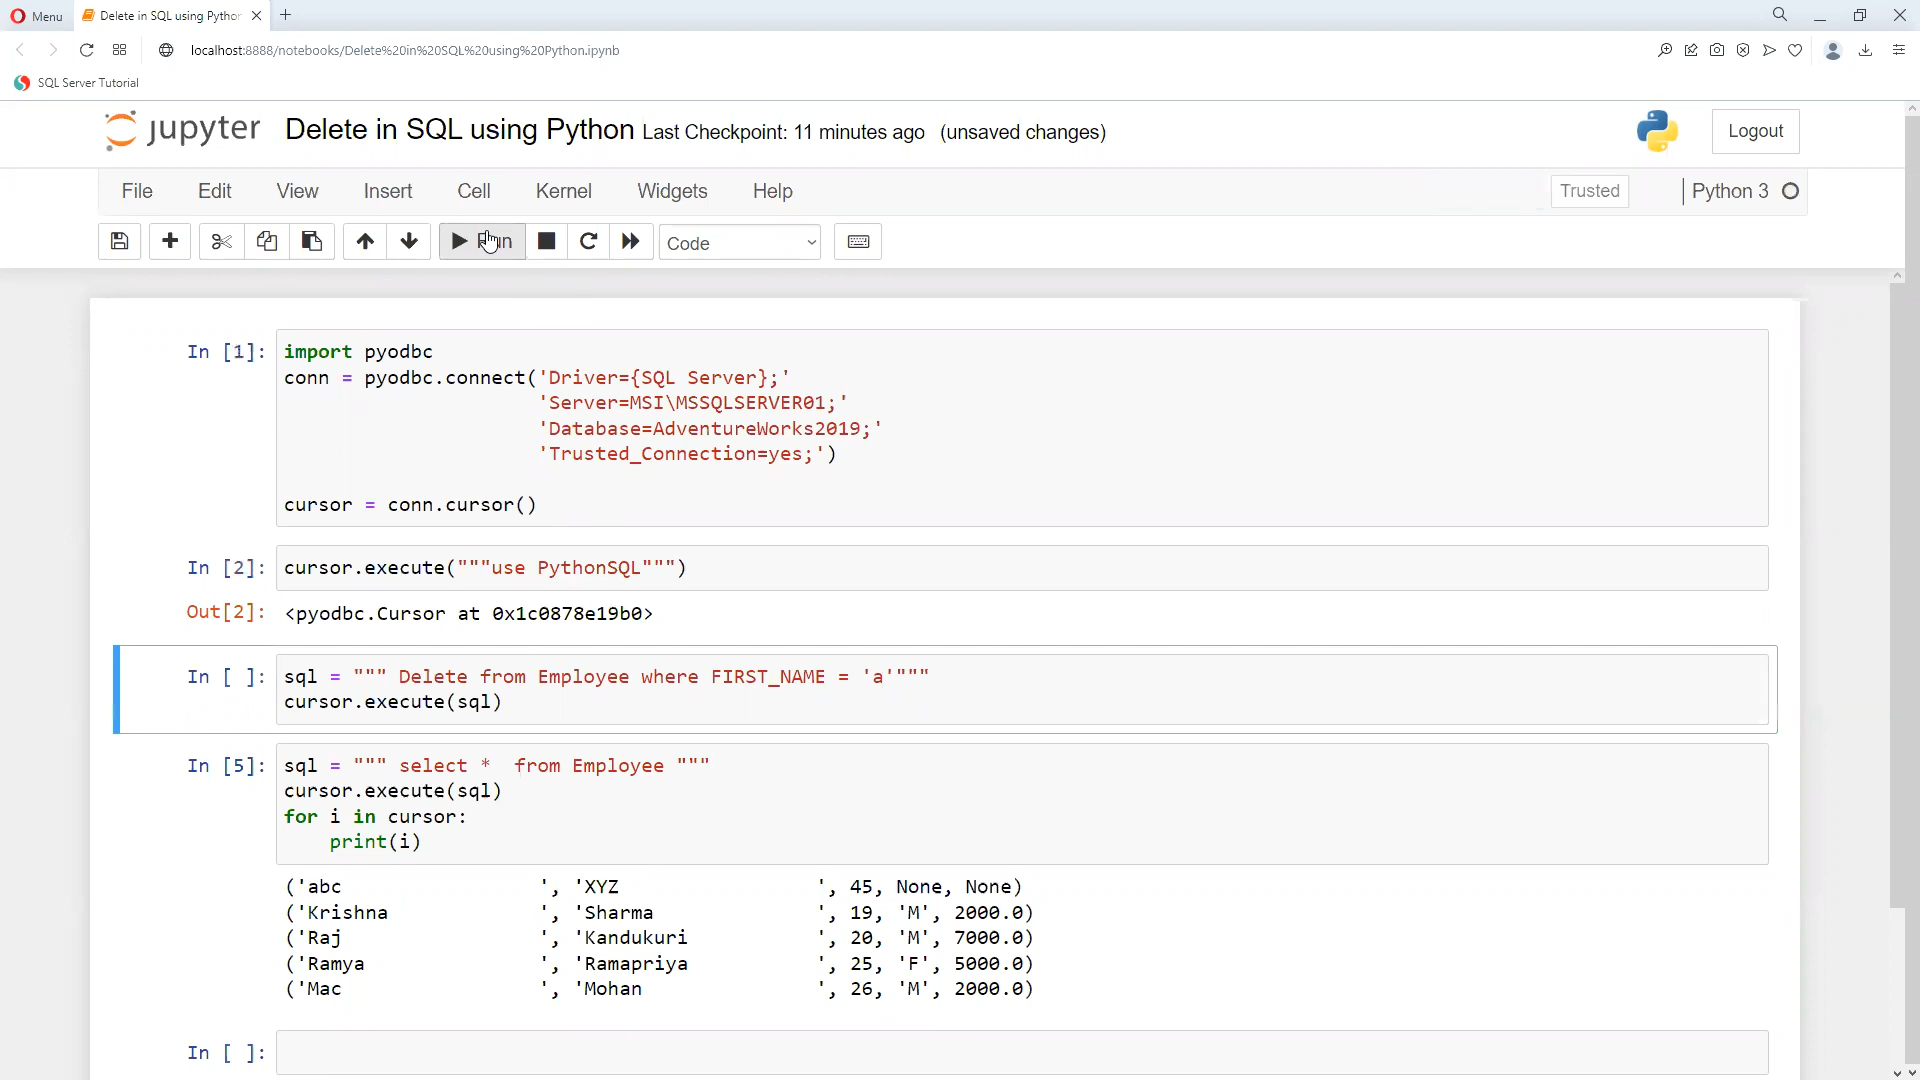 Menu
Delete in SQL using Python
localhost:8888/notebooks/Delete%20in%20SQL%20using%20Python.ipynb
SQL Server Tutorial
jupyter Delete in SQL using Python Last Checkpoint: 11 minutes ago (unsaved changes)
Logout
File Edit View Insert Cell Kernel Widgets Help Trusted Python 3
Run Code
In [1]: import pyodbc
conn = pyodbc.connect('Driver={SQL Server};'
'Server=MSI\MSSQLSERVER01;'
'Database=AdventureWorks2019;'
'Trusted_Connection=yes;')
cursor = conn.cursor()
In [2]: cursor.execute("""use PythonSQL""")
Out[2]: <pyodbc.Cursor at 0x1c0878e19b0>
In [ ]: sql = """ Delete from Employee where FIRST_NAME = 'a'"""
cursor.execute(sql)
In [5]: sql = """ select *  from Employee """
cursor.execute(sql)
for i in cursor:
    print(i)
('abc                 ', 'XYZ                 ', 45, None, None)
('Krishna             ', 'Sharma              ', 19, 'M', 2000.0)
('Raj                 ', 'Kandukuri           ', 20, 'M', 7000.0)
('Ramya               ', 'Ramapriya           ', 25, 'F', 5000.0)
('Mac                 ', 'Mohan               ', 26, 'M', 2000.0)
In [ ]: